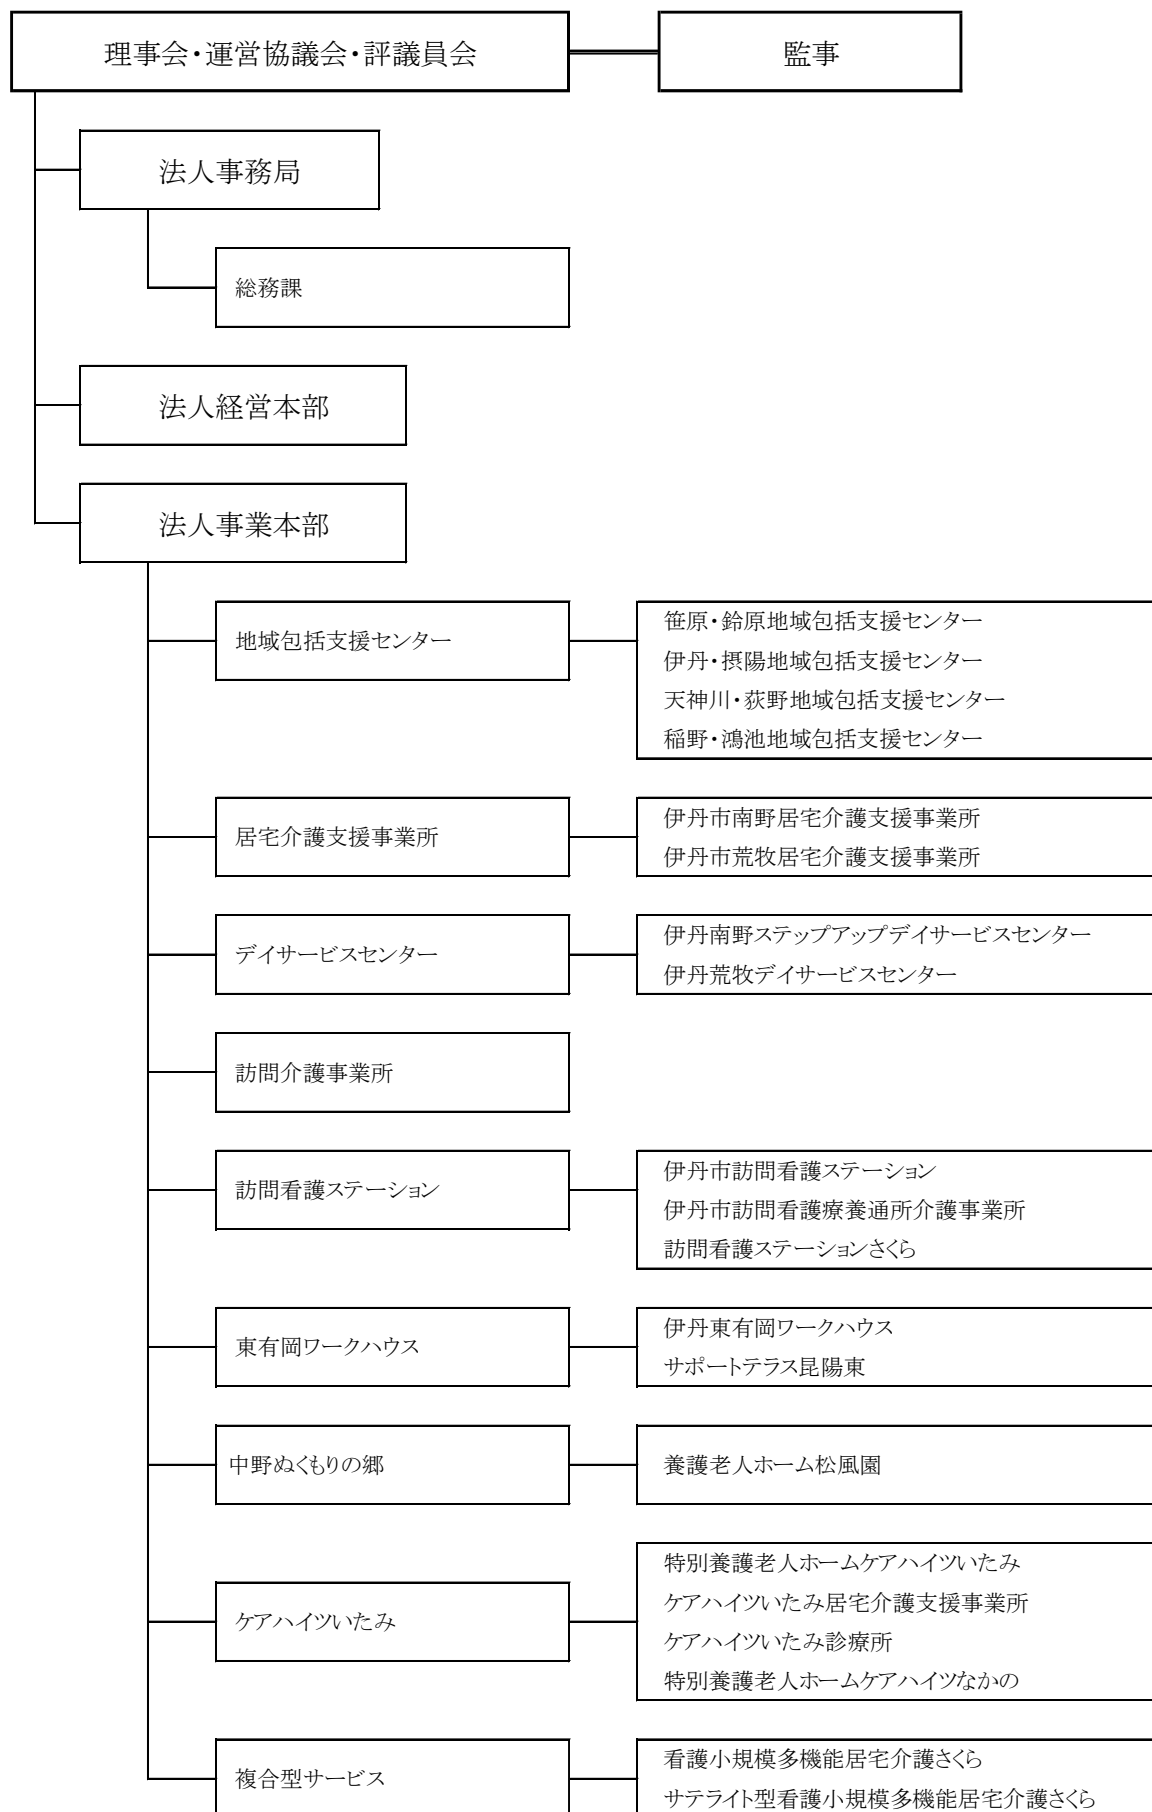 理事会・運営協議会・評議員会
監事
法人事務局
総務課
法人経営本部
法人事業本部
地域包括支援センター
笹原・鈴原地域包括支援センター
伊丹・摂陽地域包括支援センター
天神川・荻野地域包括支援センター
稲野・鴻池地域包括支援センター
居宅介護支援事業所
伊丹市南野居宅介護支援事業所
伊丹市荒牧居宅介護支援事業所
デイサービスセンター
伊丹南野ステップアップデイサービスセンター
伊丹荒牧デイサービスセンター
訪問介護事業所
訪問看護ステーション
伊丹市訪問看護ステーション
伊丹市訪問看護療養通所介護事業所
訪問看護ステーションさくら
東有岡ワークハウス
伊丹東有岡ワークハウス
サポートテラス昆陽東
中野ぬくもりの郷
養護老人ホーム松風園
ケアハイツいたみ
特別養護老人ホームケアハイツいたみ
ケアハイツいたみ居宅介護支援事業所
ケアハイツいたみ診療所
特別養護老人ホームケアハイツなかの
複合型サービス
看護小規模多機能居宅介護さくら
サテライト型看護小規模多機能居宅介護さくら